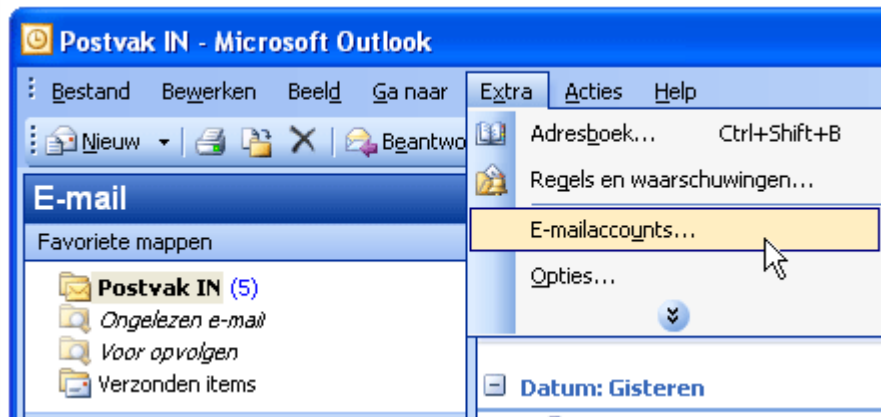 Postvak IN - Microsoft Outlook
Bestand Bewerken Beeld Ga naar Extra Acties Help
Nieuw Beantwo
Adresboek... Ctrl+Shift+B
Regels en waarschuwingen...
E-mailaccounts...
Opties...
E-mail
Favoriete mappen
Postvak IN (5)
Ongelezen e-mail
Voor opvolgen
Verzonden items
Datum: Gisteren